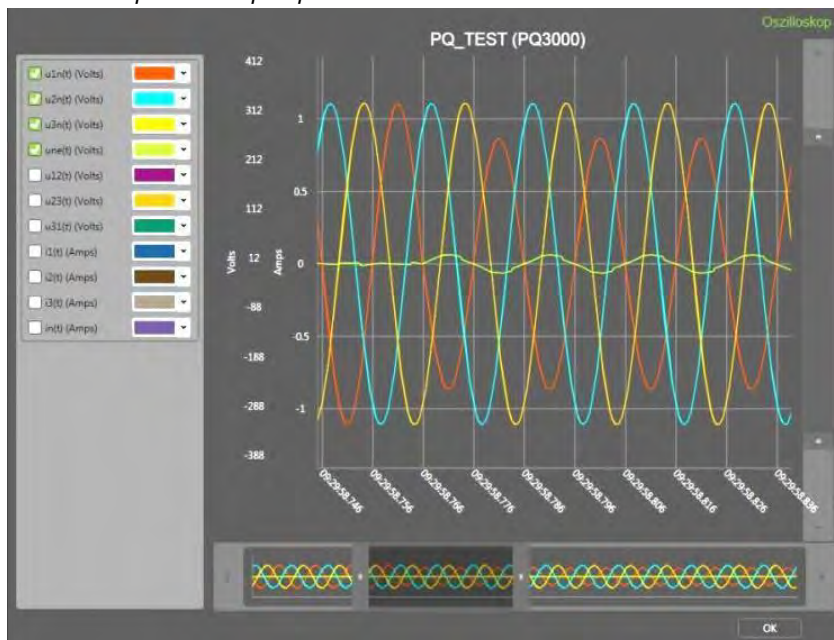 Oszilloskop
PQ_TEST (PQ3000)
u1n(t) (Volts)
u2n(t) (Volts)
u3n(t) (Volts)
une(t) (Volts)
u12(t) (Volts)
u23(t) (Volts)
u31(t) (Volts)
i1(t) (Amps)
i2(t) (Amps)
i3(t) (Amps)
in(t) (Amps)
Volts
412
312
212
112
12
-88
-188
-288
-388
Amps
1
0.5
0
-0.5
-1
09:29:58.746
09:29:58.756
09:29:58.766
09:29:58.776
09:29:58.786
09:29:58.796
09:29:58.806
09:29:58.816
09:29:58.826
09:29:58.836
OK